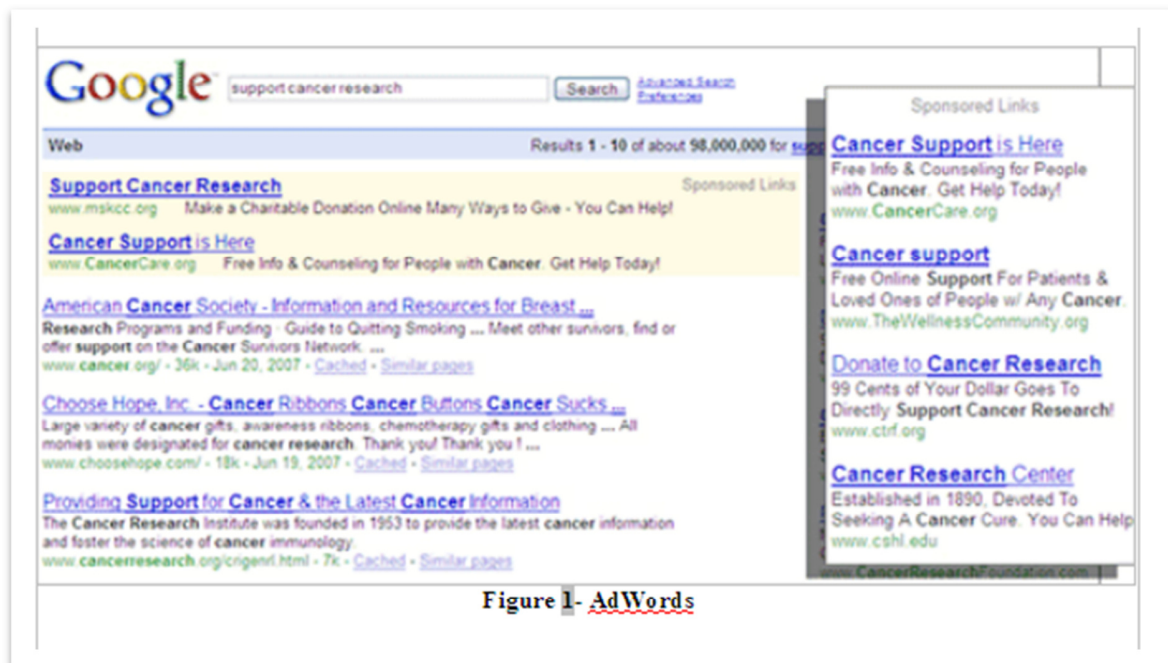 Google
support cancer research
Search
Advanced Search
Preferences
Web
Results 1 - 10 of about 98,000,000 for
Support Cancer Research
Sponsored Links
www.mskcc.org Make a Charitable Donation Online Many Ways to Give - You Can Help!
Cancer Support is Here
www.CancerCare.org Free Info & Counseling for People with Cancer. Get Help Today!
American Cancer Society - Information and Resources for Breast ...
Research Programs and Funding · Guide to Quitting Smoking ... Meet other survivors, find or
offer support on the Cancer Survivors Network. ...
www.cancer.org/ - 36k - Jun 20, 2007 - Cached - Similar pages
Choose Hope, Inc. - Cancer Ribbons Cancer Buttons Cancer Sucks ...
Large variety of cancer gifts, awareness ribbons, chemotherapy gifts and clothing .... All
monies were designated for cancer research. Thank you! Thank you ! ...
www.choosehope.com/ - 18k - Jun 19, 2007 - Cached - Similar pages
Providing Support for Cancer & the Latest Cancer Information
The Cancer Research Institute was founded in 1953 to provide the latest cancer information
and foster the science of cancer immunology.
www.cancerresearch.org/crigenrl.html - 7k - Cached - Similar pages
Sponsored Links
Cancer Support is Here
Free Info & Counseling for People
with Cancer. Get Help Today!
www.CancerCare.org
Cancer support
Free Online Support For Patients &
Loved Ones of People w/ Any Cancer.
www.TheWellnessCommunity.org
Donate to Cancer Research
99 Cents of Your Dollar Goes To
Directly Support Cancer Research!
www.ctrf.org
Cancer Research Center
Established in 1890, Devoted To
Seeking A Cancer Cure. You Can Help
www.cshl.edu
www.CancerResearchFoundation.com
Figure 1- AdWords